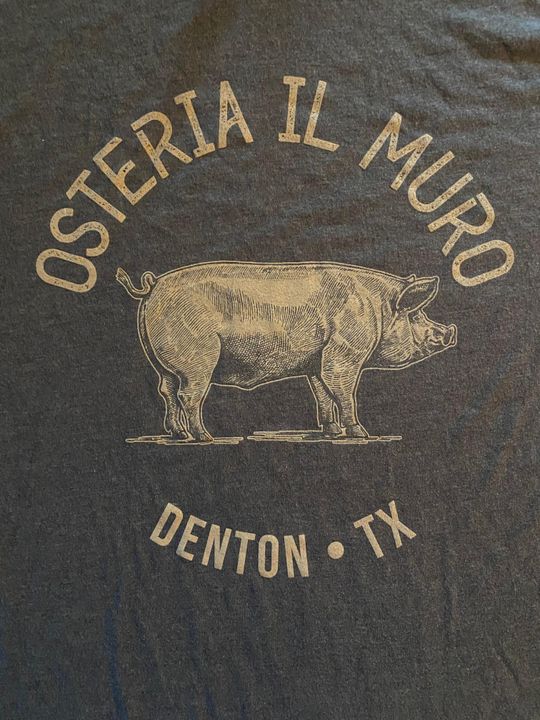 OSTERIA IL MURO
DENTON • TX